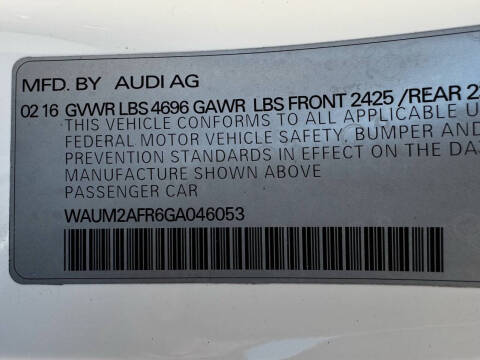 MFD. BY AUDI AG
02 16 GVWR LBS 4696 GAWR LBS FRONT 2425 /REAR
THIS VEHICLE CONFORMS TO ALL APPLICABLE
FEDERAL MOTOR VEHICLE SAFETY, BUMPER AND
PREVENTION STANDARDS IN EFFECT ON THE
MANUFACTURE SHOWN ABOVE
PASSENGER CAR
WAUM2AFR6GA046053